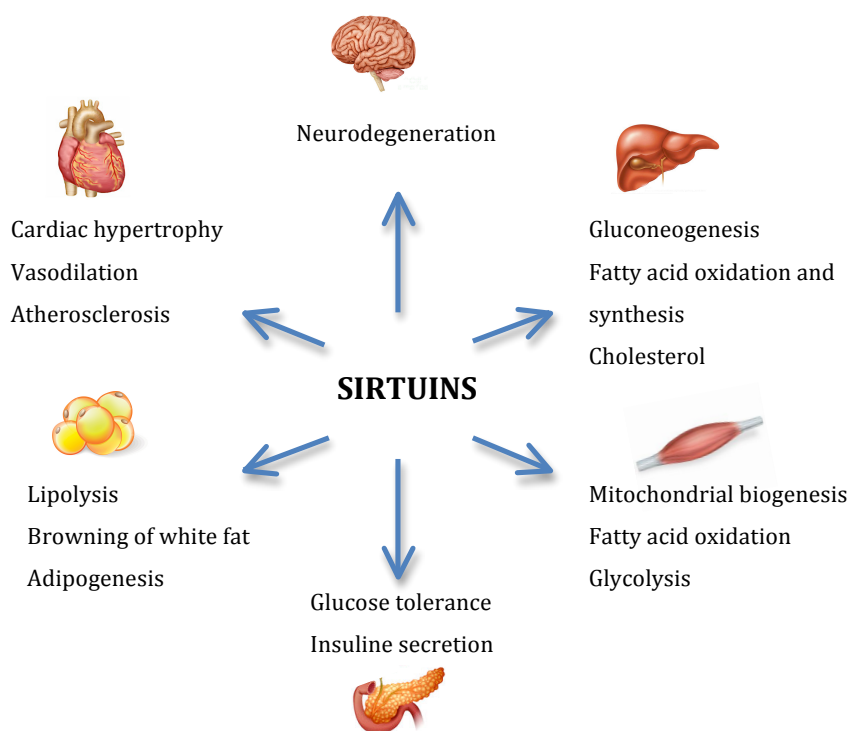 Neurodegeneration
Cardiac hypertrophy
Vasodilation
Atherosclerosis
Gluconeogenesis
Fatty acid oxidation and
synthesis
Cholesterol
SIRTUINS
Lipolysis
Browning of white fat
Adipogenesis
Mitochondrial biogenesis
Fatty acid oxidation
Glycolysis
Glucose tolerance
Insuline secretion